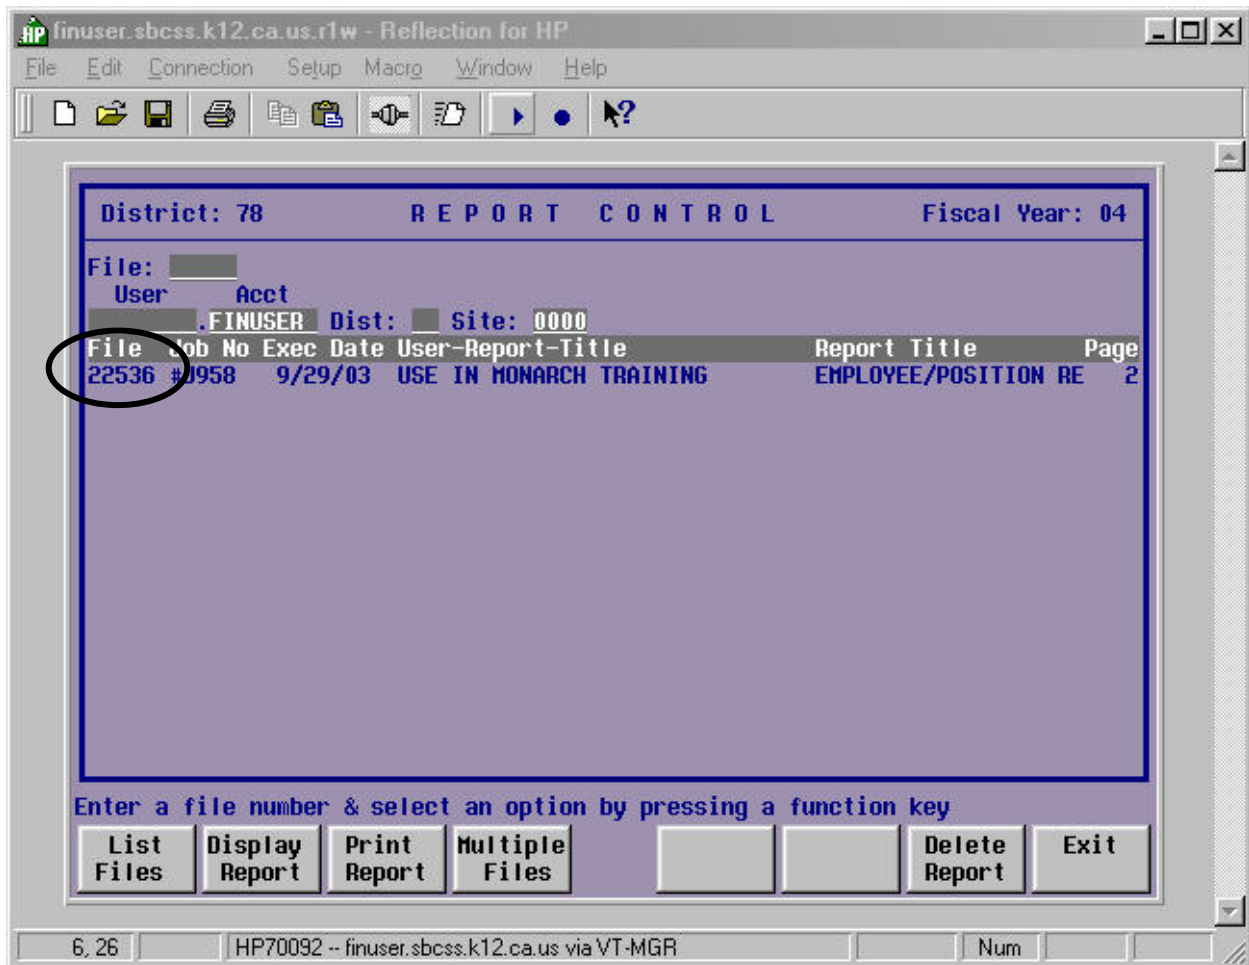 finuser.sbcss.k12.ca.us.r1w - Reflection for HP
File Edit Connection Setup Macro Window Help
District: 78 REPORT CONTROL Fiscal Year: 04
File:
User Acct
.FINUSER Dist: Site: 0000
File Job No Exec Date User-Report-Title Report Title Page
22536 #J958 9/29/03 USE IN MONARCH TRAINING EMPLOYEE/POSITION RE 2
Enter a file number & select an option by pressing a function key
List Files Display Report Print Report Multiple Files Delete Report Exit
6, 26 HP70092 -- finuser.sbcss.k12.ca.us via VT-MGR Num